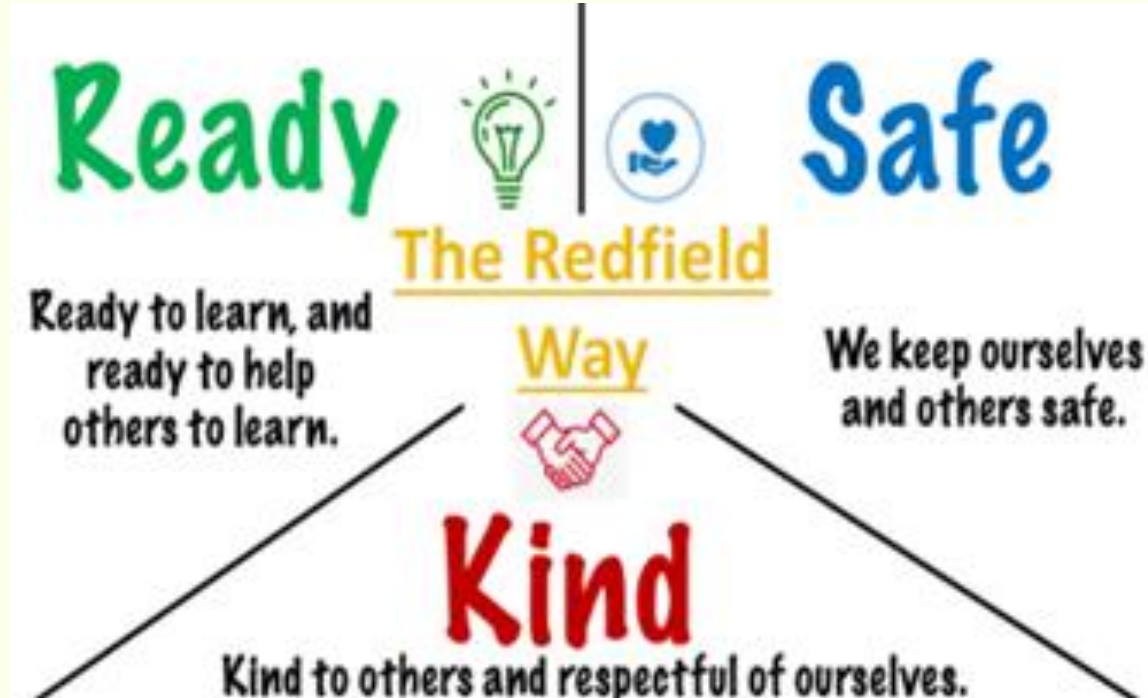 Ready
Safe
The Redfield
Way
Ready to learn, and
ready to help
others to learn.
We keep ourselves
and others safe.
Kind
Kind to others and respectful of ourselves.